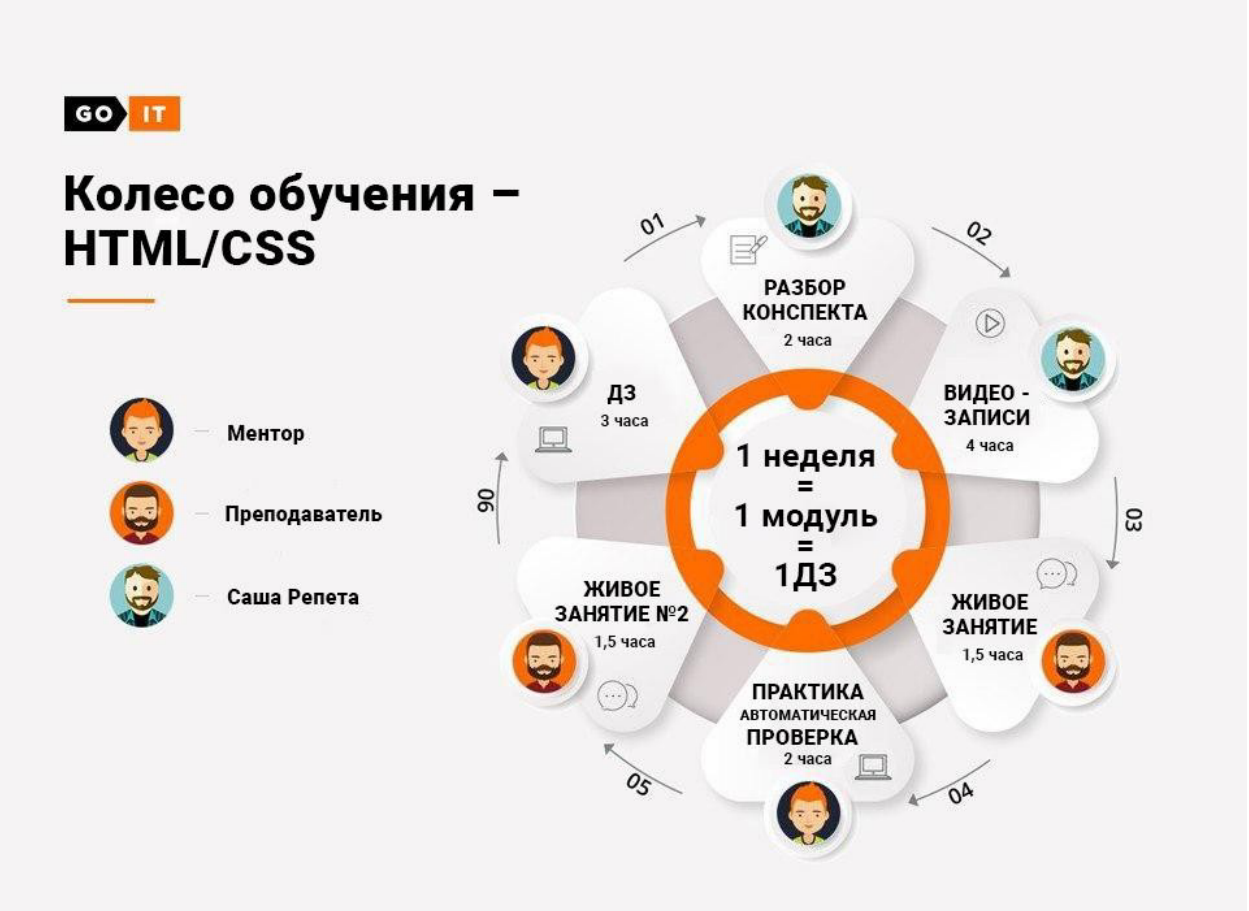 GO IT
Колесо обучения –
HTML/CSS
Ментор
Преподаватель
Саша Репета
01
РАЗБОР
КОНСПЕКТА
2 часа
02
ВИДЕО -
ЗАПИСИ
4 часа
03
ЖИВОЕ
ЗАНЯТИЕ
1,5 часа
04
ПРАКТИКА
АВТОМАТИЧЕСКАЯ
ПРОВЕРКА
2 часа
05
ЖИВОЕ
ЗАНЯТИЕ №2
1,5 часа
06
ДЗ
3 часа
1 неделя
=
1 модуль
=
1ДЗ